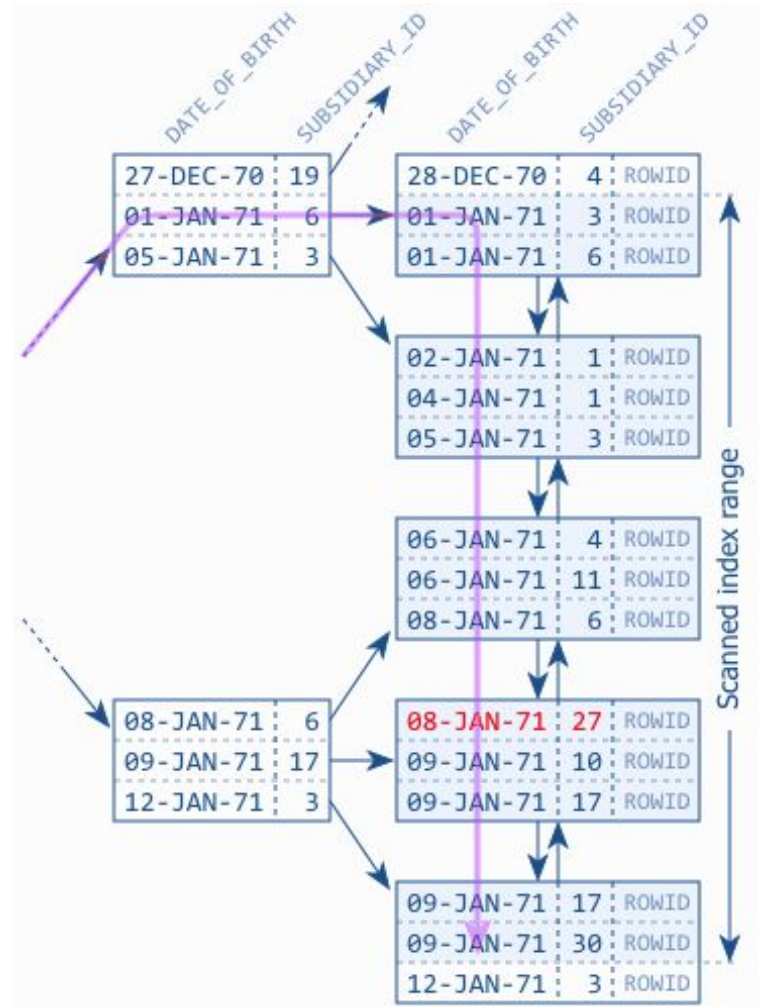 DATE_OF_BIRTH
SUBSIDIARY_ID
DATE_OF_BIRTH
SUBSIDIARY_ID
27-DEC-70 19
01-JAN-71 6
05-JAN-71 3
28-DEC-70 4 ROWID
01-JAN-71 3 ROWID
01-JAN-71 6 ROWID
02-JAN-71 1 ROWID
04-JAN-71 1 ROWID
05-JAN-71 3 ROWID
06-JAN-71 4 ROWID
06-JAN-71 11 ROWID
08-JAN-71 6 ROWID
08-JAN-71 6
09-JAN-71 17
12-JAN-71 3
08-JAN-71 27 ROWID
09-JAN-71 10 ROWID
09-JAN-71 17 ROWID
09-JAN-71 17 ROWID
09-JAN-71 30 ROWID
12-JAN-71 3 ROWID
Scanned index range